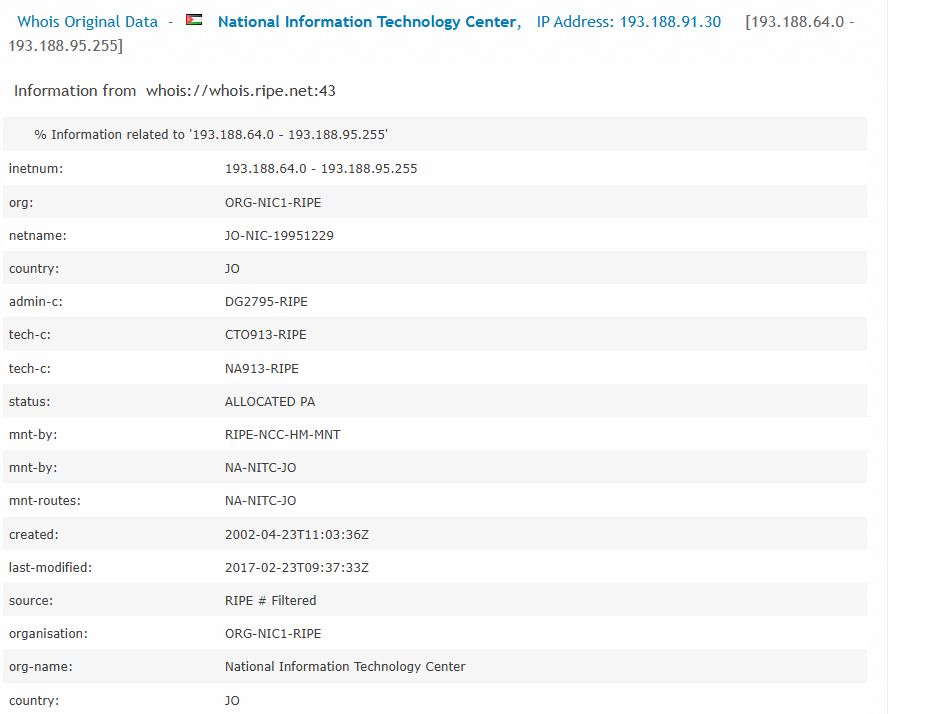 Whois Original Data - National Information Technology Center, IP Address: 193.188.91.30 [193.188.64.0 -
193.188.95.255]
Information from whois://whois.ripe.net:43
% Information related to '193.188.64.0 - 193.188.95.255'
inetnum: 193.188.64.0 - 193.188.95.255
org: ORG-NIC1-RIPE
netname: JO-NIC-19951229
country: JO
admin-c: DG2795-RIPE
tech-c: CTO913-RIPE
tech-c: NA913-RIPE
status: ALLOCATED PA
mnt-by: RIPE-NCC-HM-MNT
mnt-by: NA-NITC-JO
mnt-routes: NA-NITC-JO
created: 2002-04-23T11:03:36Z
last-modified: 2017-02-23T09:37:33Z
source: RIPE # Filtered
organisation: ORG-NIC1-RIPE
org-name: National Information Technology Center
country: JO